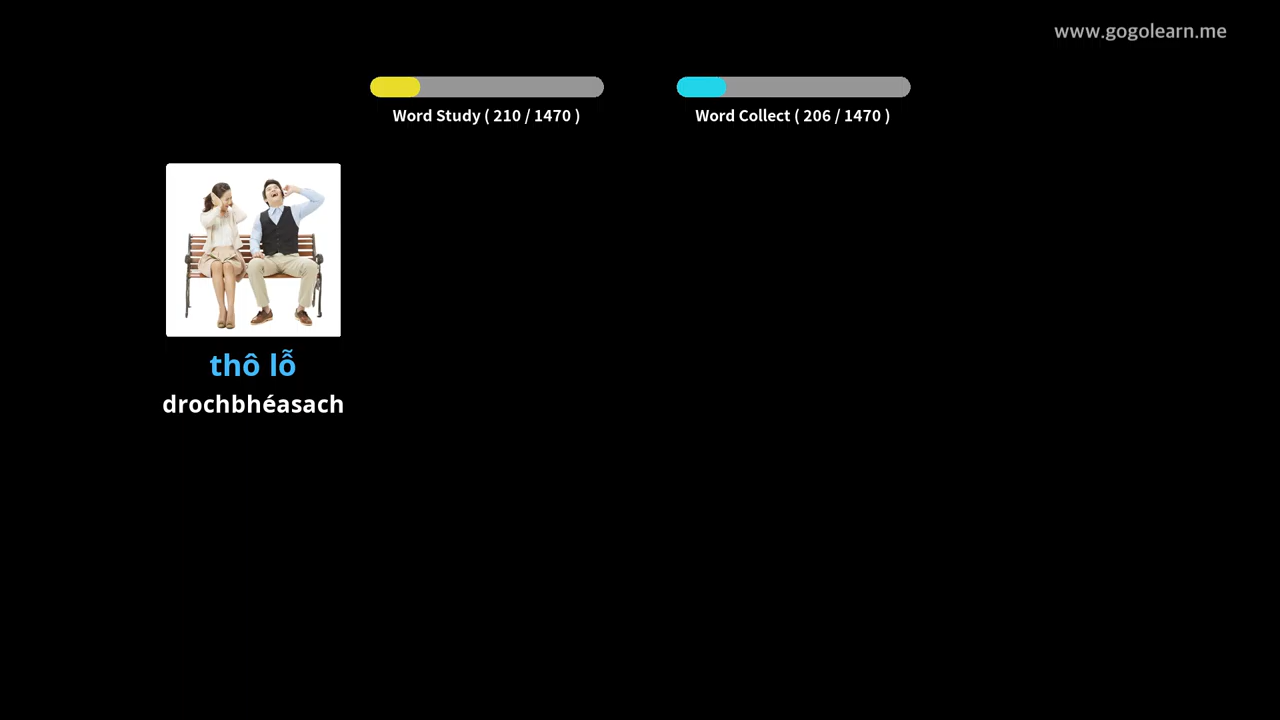 www.gogolearn.me
Word Study ( 210 / 1470 )
Word Collect ( 206 / 1470 )
thô lỗ
drochbhéasach